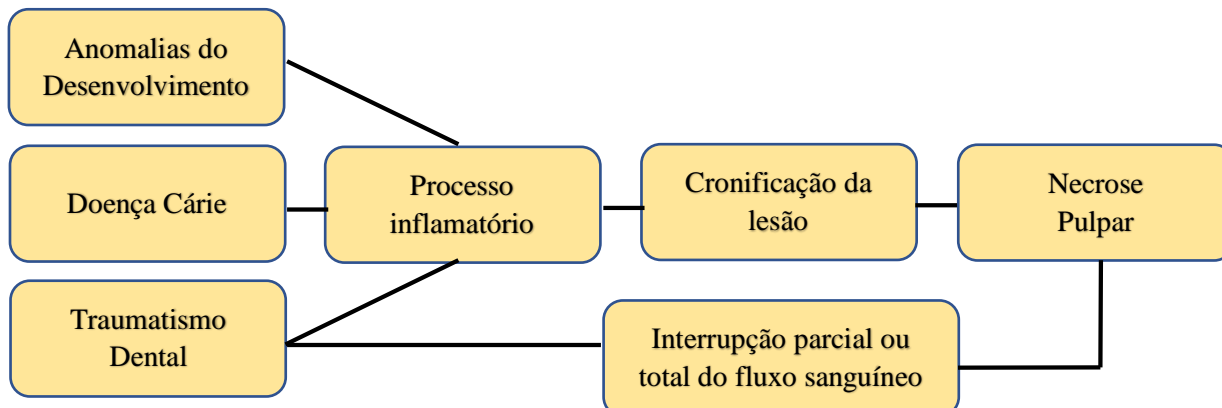 Anomalias do
Desenvolvimento
Doença Cárie
Processo
inflamatório
Cronificação da
lesão
Necrose
Pulpar
Traumatismo
Dental
Interrupção parcial ou
total do fluxo sanguíneo